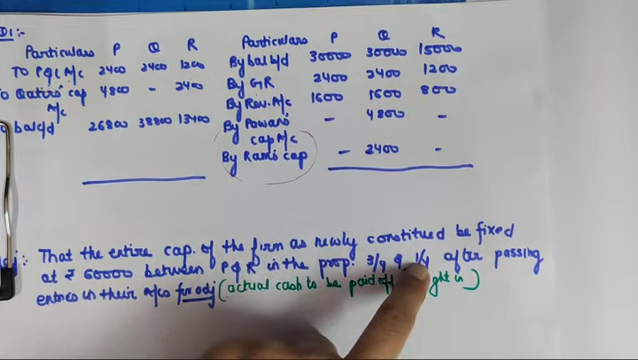 Particulars P Q R Particulars P Q R
To P&L A/c 2400 2400 1200 By bal b/d 30000 30000 15000
To Qatir's cap A/c 4800 - 2400 By GR 2400 2400 1200
By Rev. A/c 1600 1600 800
bal c/d 26800 38800 13400 By Pawan's cap A/c - 4800 -
By Ram's cap - 2400 -
That the entire cap. of the firm as newly constituted be fixed
at ₹ 60000 between P & R in the prop. 3/4 & 1/4 after passing
entries in their A/cs for adj (actual cash to be paid off in)